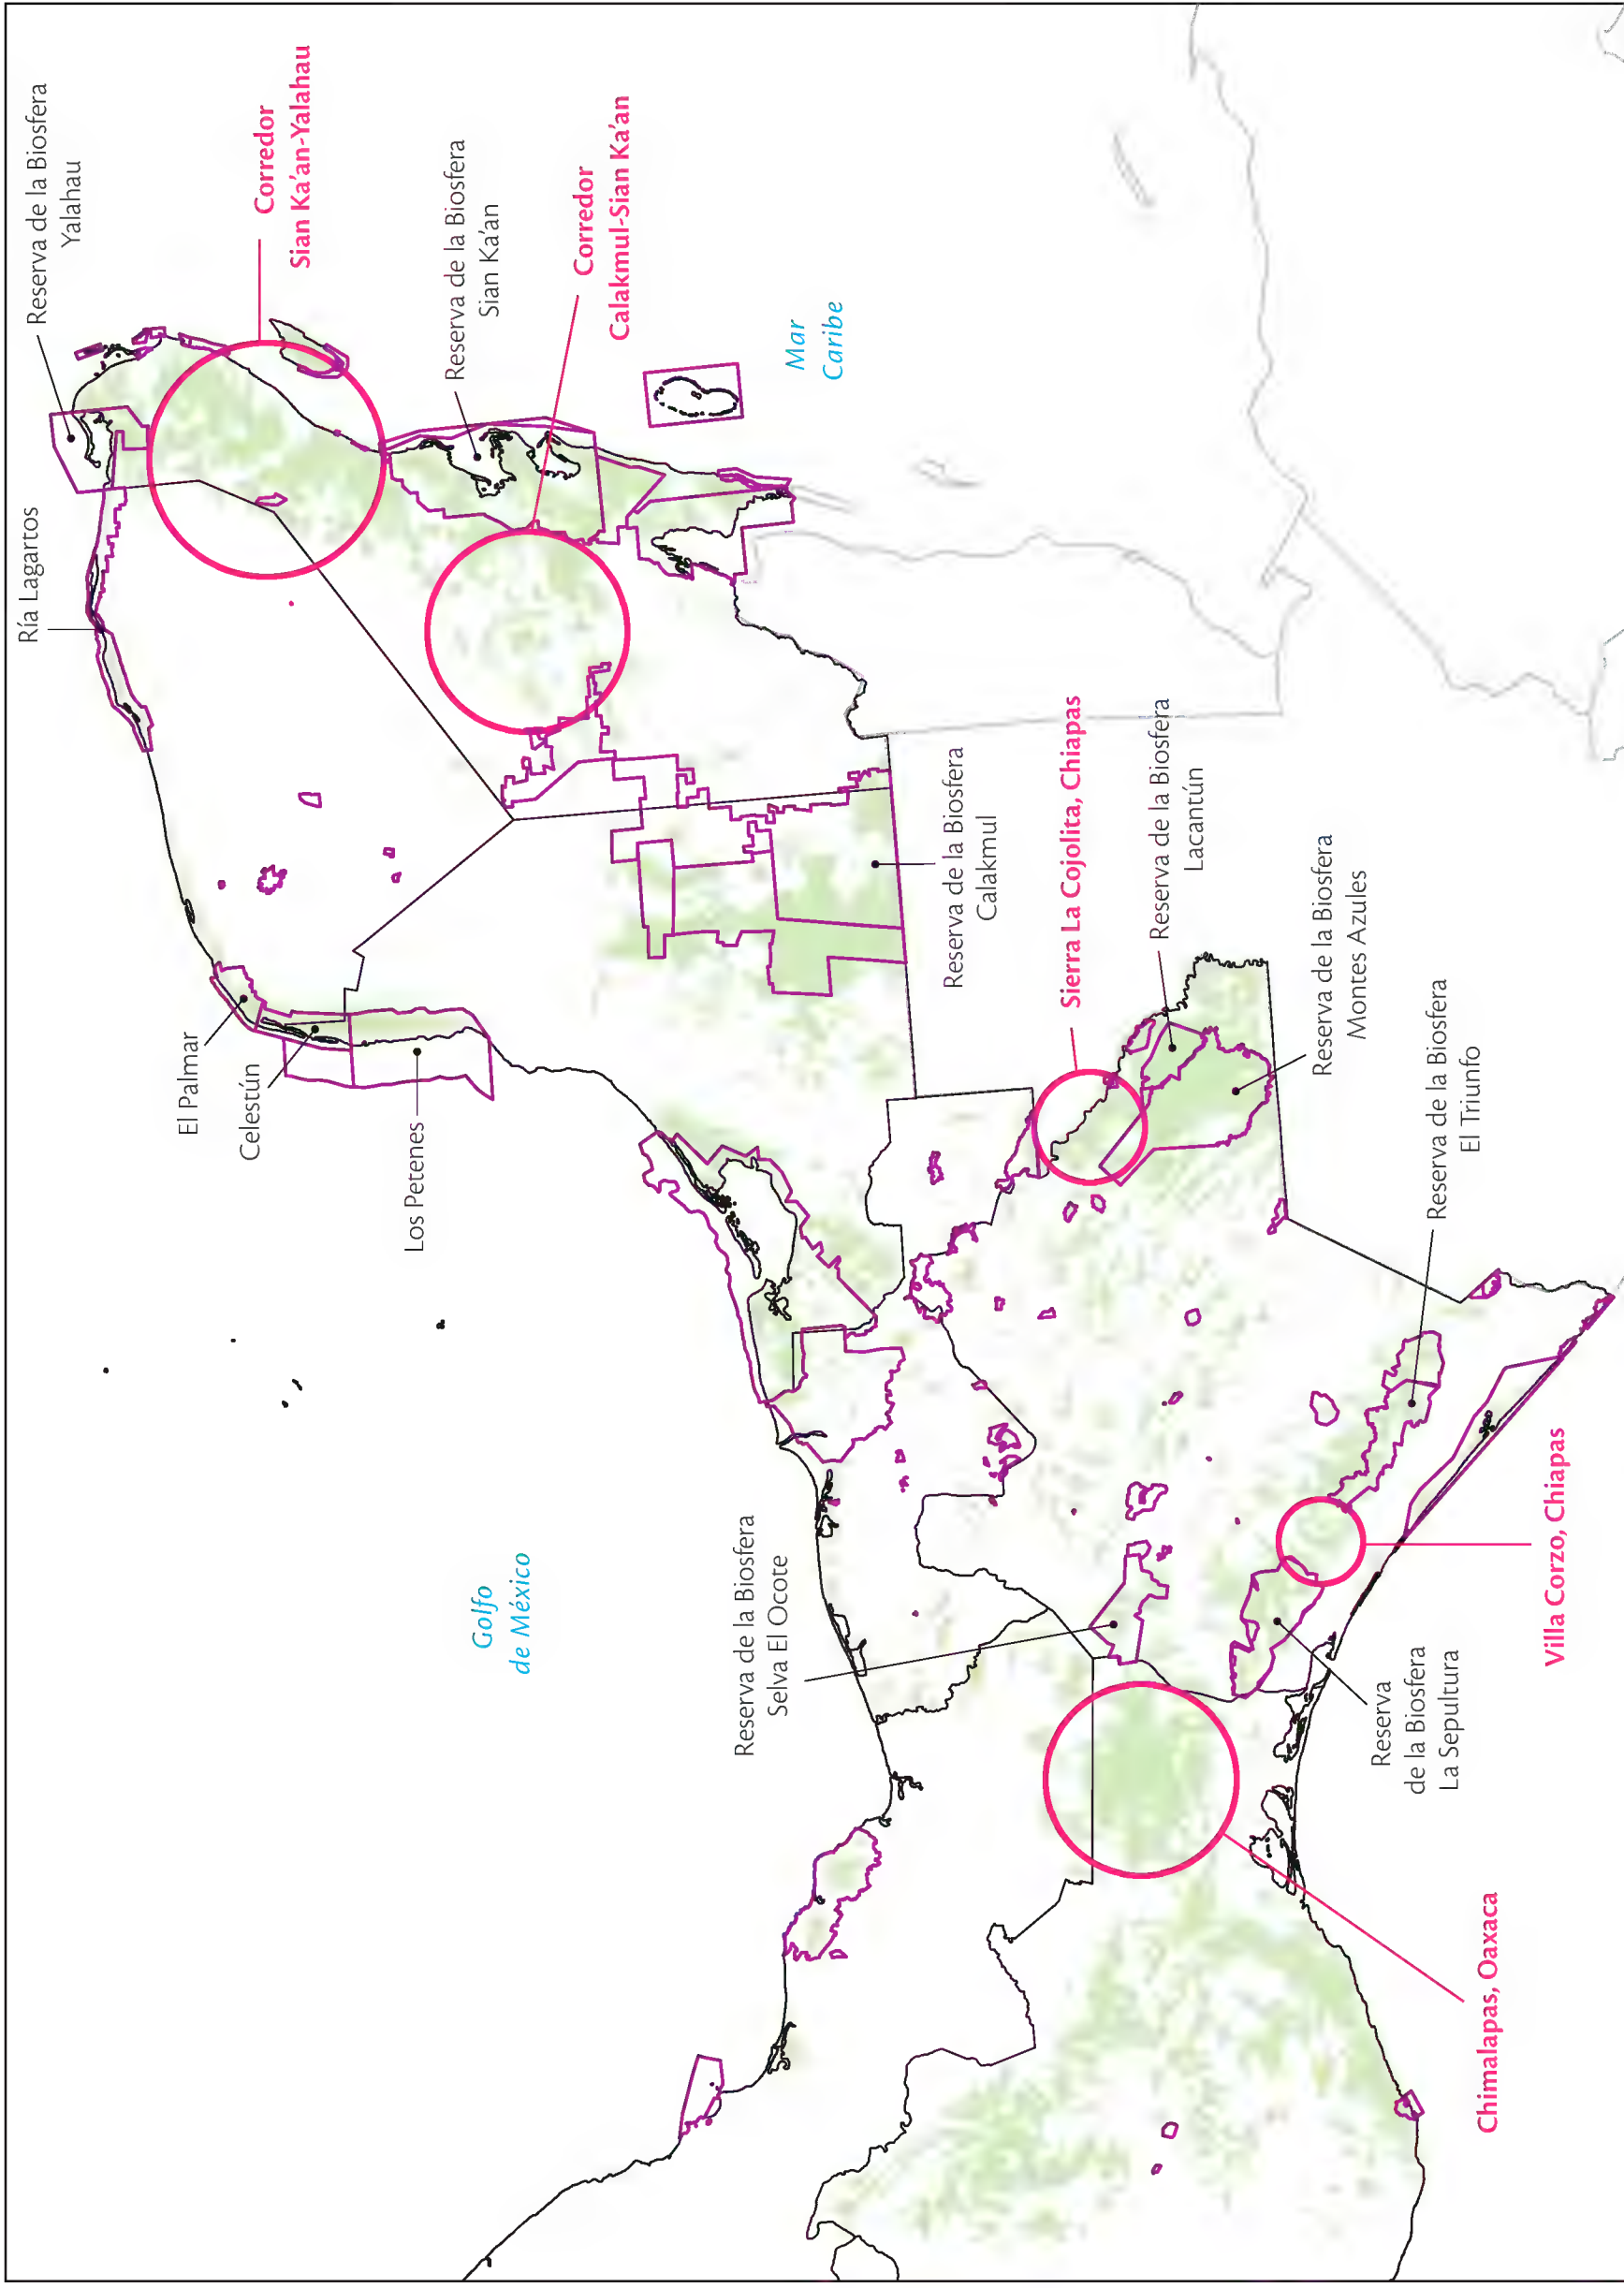 Ría Lagartos
Reserva de la Biosfera
Yalahau
Corredor
Sian Ka'an-Yalahau
El Palmar
Celestún
Los Petenes
Reserva de la Biosfera
Sian Ka'an
Corredor
Calakmul-Sian Ka'an
Mar
Caribe
Golfo
de México
Reserva de la Biosfera
Selva El Ocote
Reserva de la Biosfera
Calakmul
Sierra La Cojolita, Chiapas
Reserva de la Biosfera
Lacantún
Reserva de la Biosfera
Montes Azules
Reserva de la Biosfera
El Triunfo
Reserva
de la Biosfera
La Sepultura
Villa Corzo, Chiapas
Chimalapas, Oaxaca